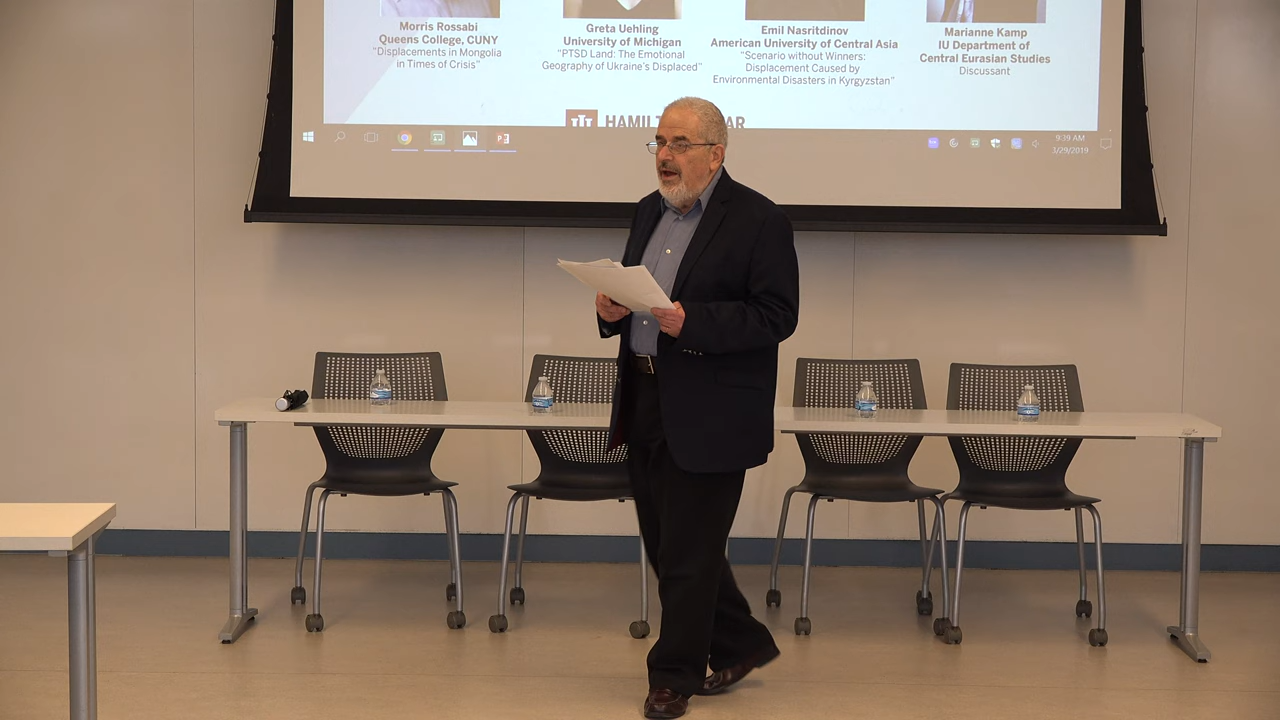 Morris Rossabi
Queens College, CUNY
“Displacements in Mongolia
in Times of Crisis”
Greta Uehling
University of Michigan
“PTSD Land: The Emotional
Geography of Ukraine’s Displaced”
Emil Nasritdinov
American University of Central Asia
“Scenario without Winners:
Displacement Caused by
Environmental Disasters in Kyrgyzstan”
Marianne Kamp
IU Department of
Central Eurasian Studies
Discussant
9:39 AM
3/29/2019